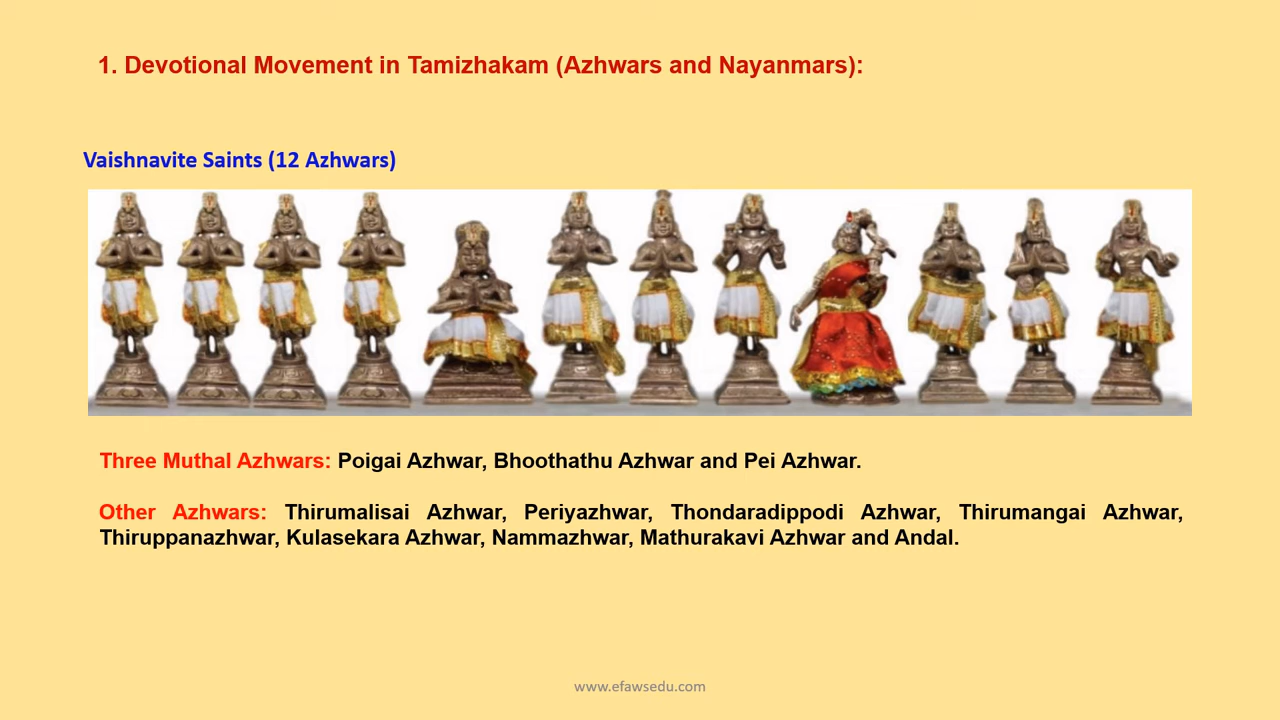 1. Devotional Movement in Tamizhakam (Azhwars and Nayanmars):
Vaishnavite Saints (12 Azhwars)
Three Muthal Azhwars: Poigai Azhwar, Bhoothathu Azhwar and Pei Azhwar.
Other Azhwars: Thirumalisai Azhwar, Periyazhwar, Thondaradippodi Azhwar, Thirumangai Azhwar,
Thiruppanazhwar, Kulasekara Azhwar, Nammazhwar, Mathurakavi Azhwar and Andal.
www.efawsedu.com